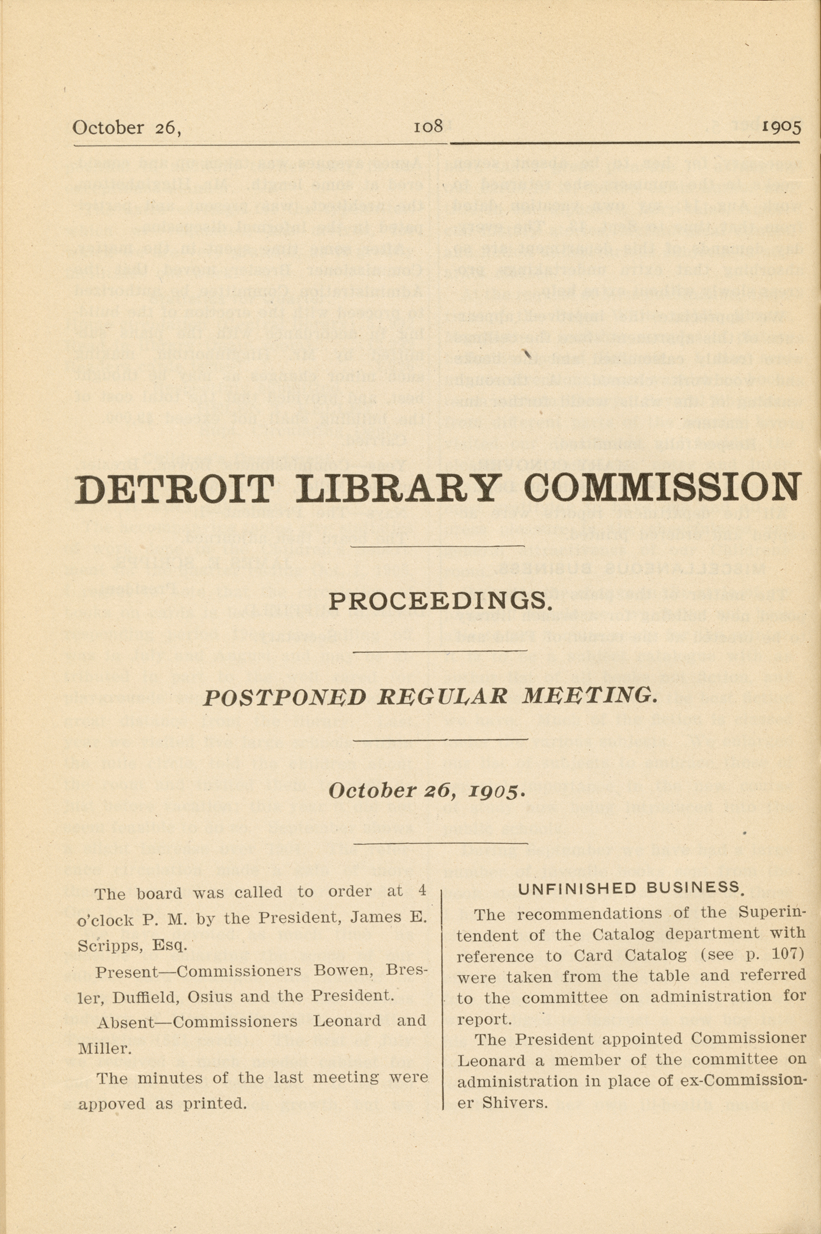 October 26, 108 1905
DETROIT LIBRARY COMMISSION
PROCEEDINGS.
POSTPONED REGULAR MEETING.
October 26, 1905.
The board was called to order at 4
o'clock P. M. by the President, James E.
Scripps, Esq.
Present—Commissioners Bowen, Bres-
ler, Duffield, Osius and the President.
Absent—Commissioners Leonard and
Miller.
The minutes of the last meeting were
appoved as printed.
UNFINISHED BUSINESS.
The recommendations of the Superin-
tendent of the Catalog department with
reference to Card Catalog (see p. 107)
were taken from the table and referred
to the committee on administration for
report.
The President appointed Commissioner
Leonard a member of the committee on
administration in place of ex-Commission-
er Shivers.